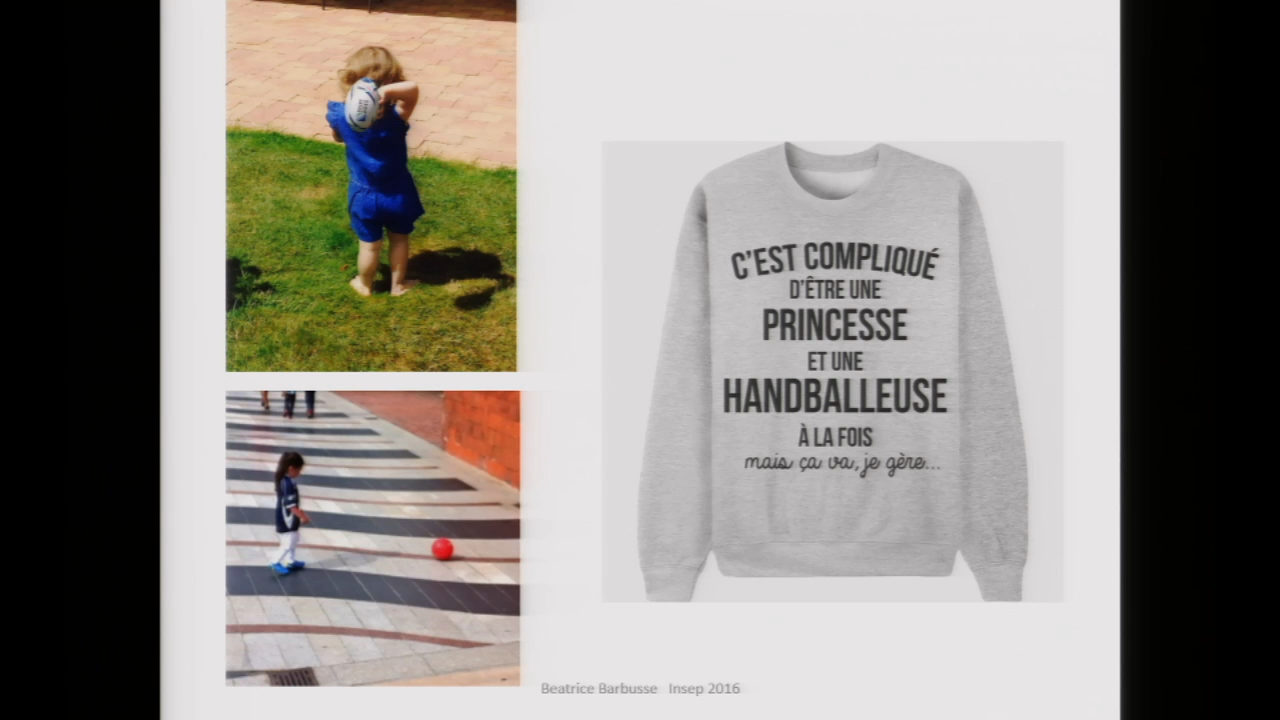 C'EST COMPLIQUÉ
D'ÊTRE UNE
PRINCESSE
ET UNE
HANDBALLEUSE
À LA FOIS
mais ça va, je gère...
Beatrice Barbusse Insep 2016